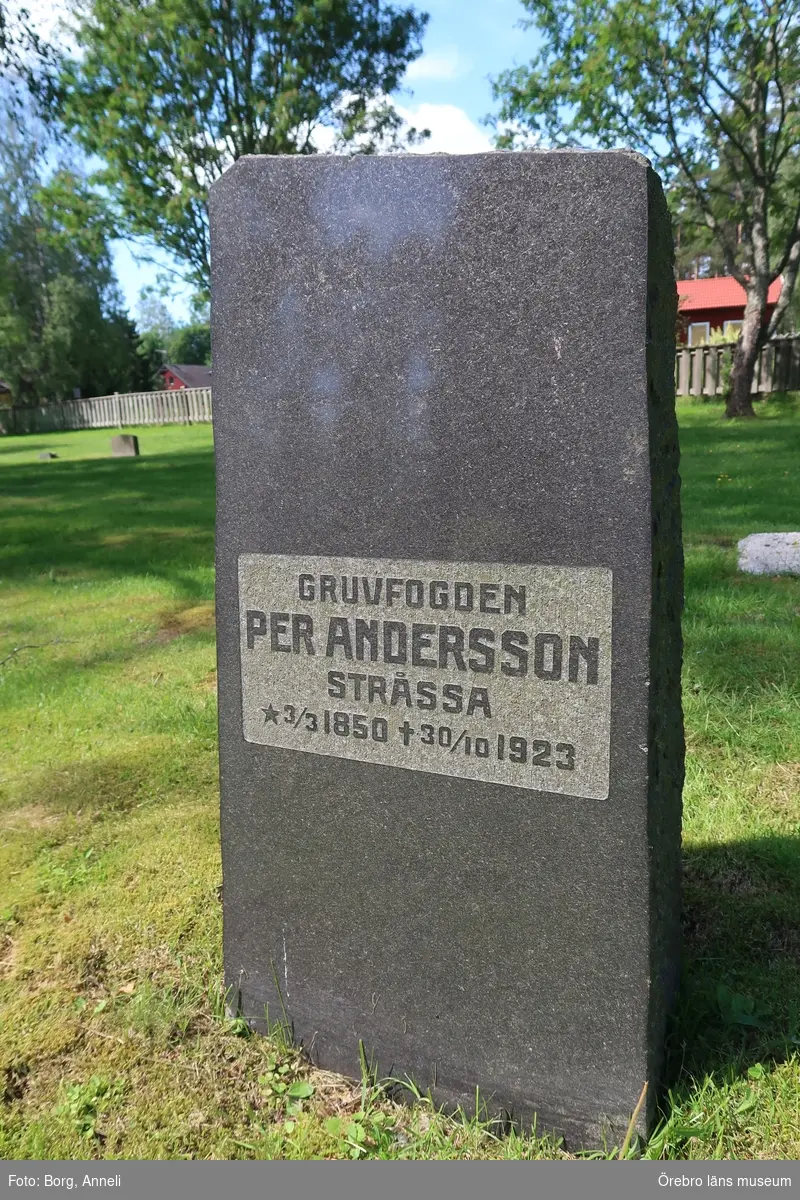 GRUVFOGDEN
PER ANDERSSON
STRÅSSA
★ 3/3 1850 † 30/10 1923
Foto: Borg, Anneli
Örebro läns museum